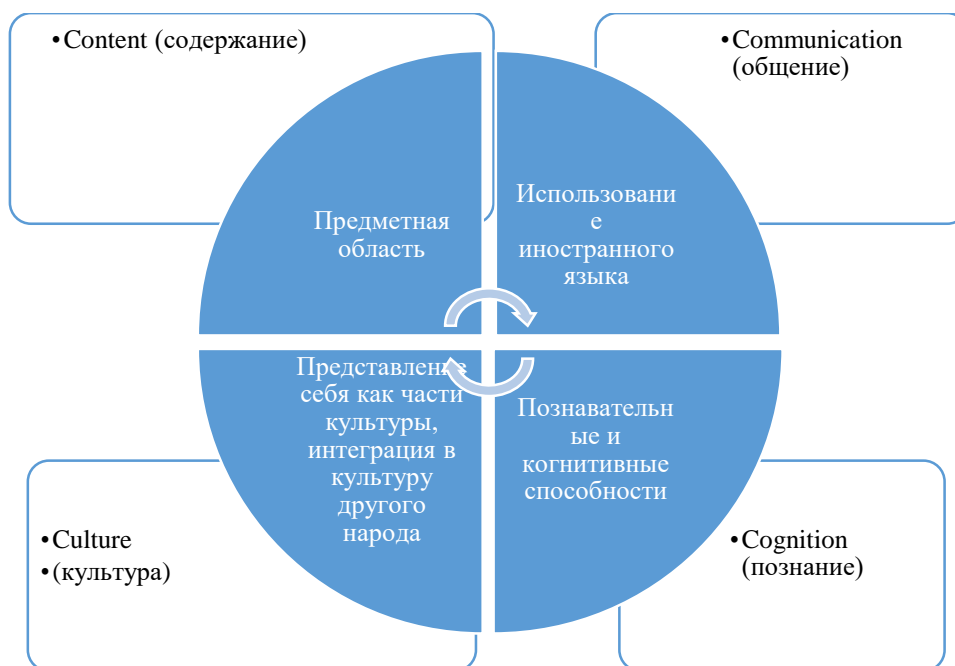 •Content (содержание)
•Communication
(общение)
Предметная
область
Использовани
е
иностранного
языка
Представление
себя как части
культуры,
интеграция в
культуру
другого
народа
Познавательн
ые и
когнитивные
способности
•Culture
•(культура)
•Cognition
(познание)